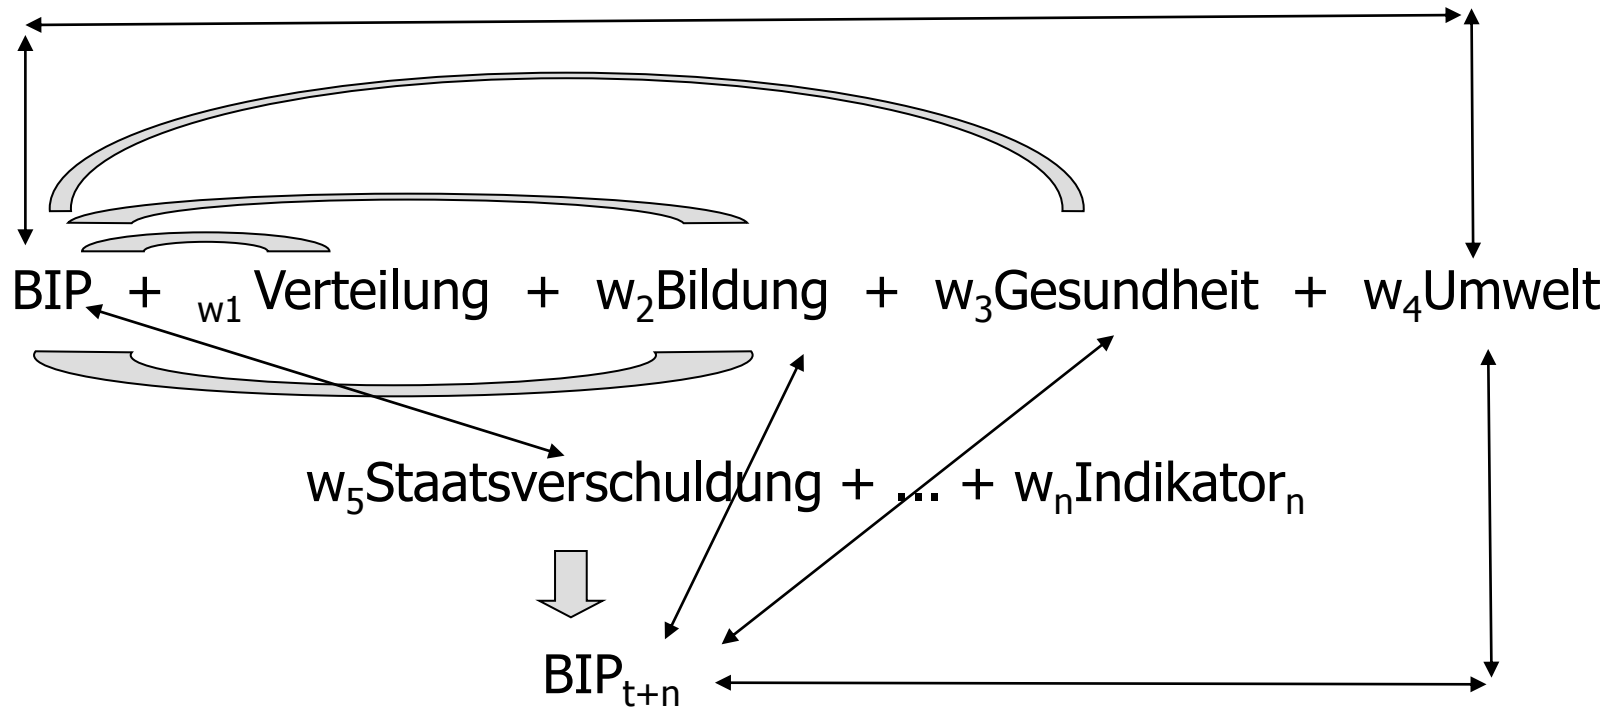 BIP + w1 Verteilung + w2Bildung + w3Gesundheit + w4Umwelt
w5Staatsverschuldung + ... + wnIndikatorn
BIPt+n